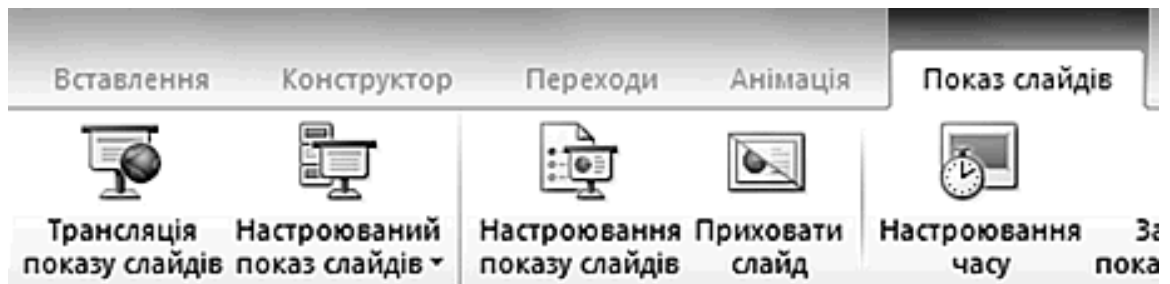 Вставлення Конструктор Переходи Анімація Показ слайдів
Трансляція Настроюваний Настроювання Приховати Настроювання
показу слайдів показ слайдів показу слайдів слайд часу